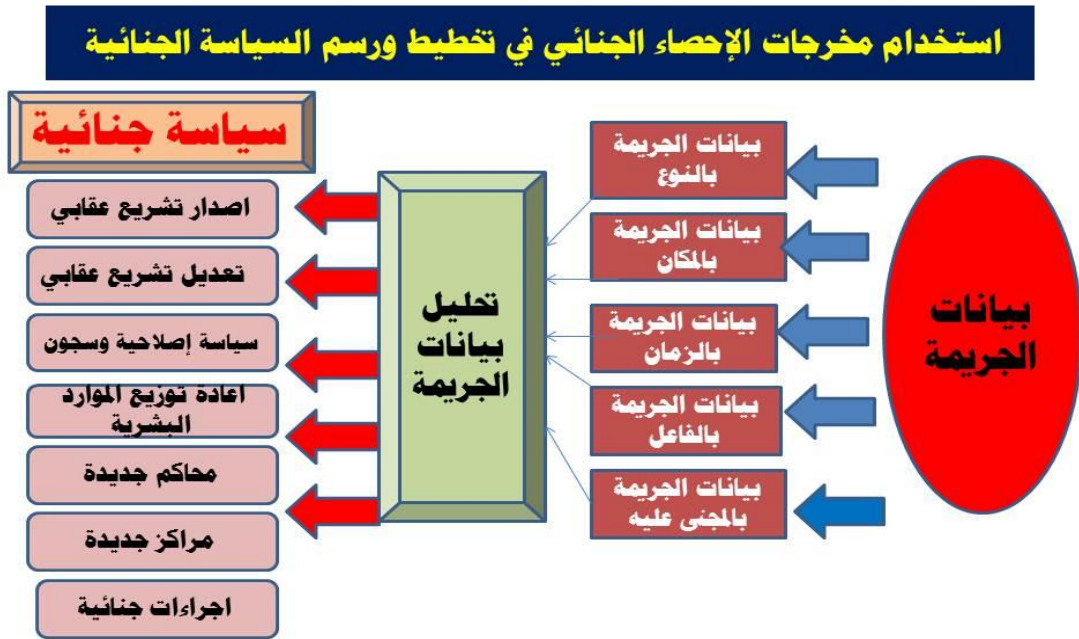 استخدام مخرجات الإحصاء الجنائي في تخطيط ورسم السياسة الجنائية
بيانات
الجريمة
بيانات الجريمة
بالنوع
بيانات الجريمة
بالمكان
بيانات الجريمة
بالزمان
بيانات الجريمة
بالفاعل
بيانات الجريمة
بالمجنى عليه
تحليل
بيانات
الجريمة
سياسة جنائية
اصدار تشريع عقابي
تعديل تشريع عقابي
سياسة إصلاحية وسجون
اعادة توزيع الموارد
البشرية
محاكم جديدة
مراكز جديدة
اجراءات جنائية